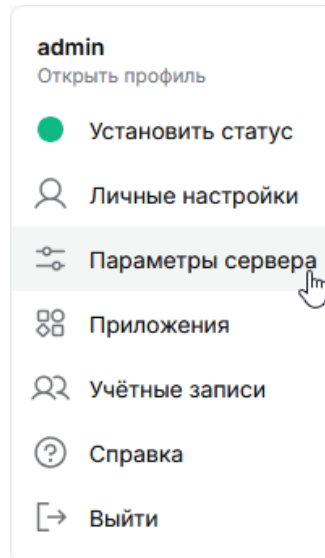 admin
Открыть профиль
Установить статус
Личные настройки
Параметры сервера
Приложения
Учётные записи
Справка
Выйти